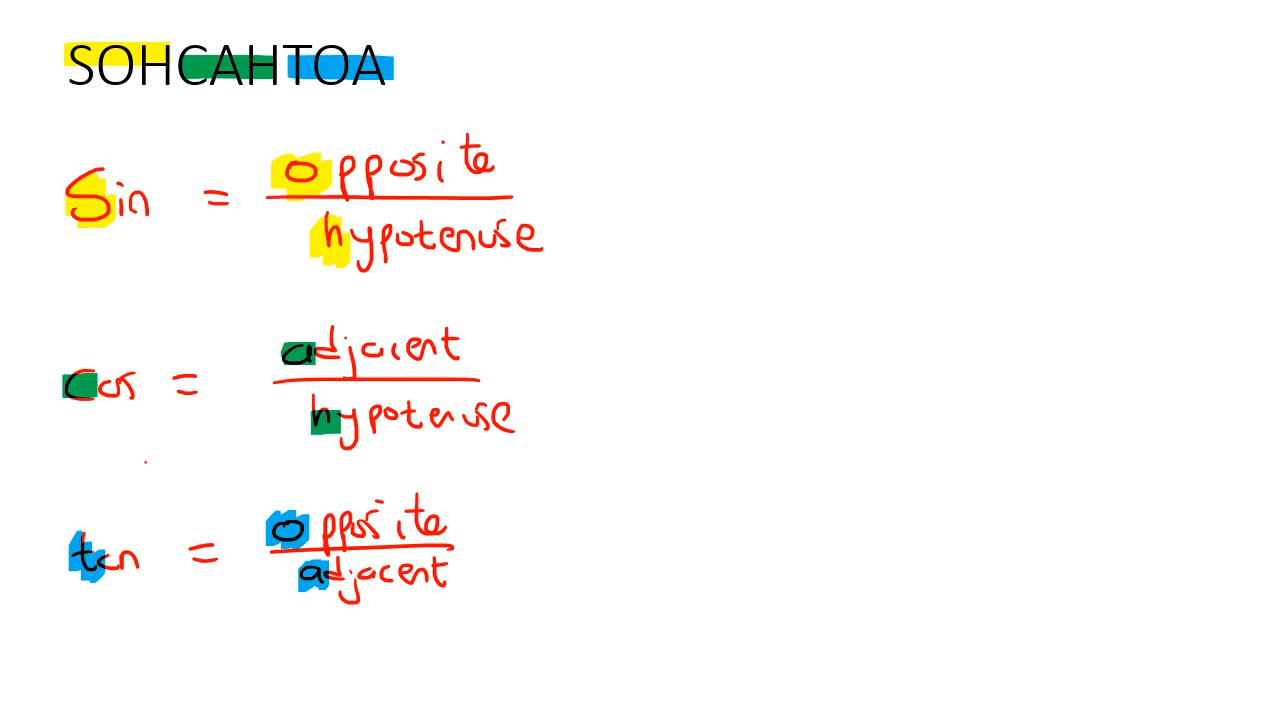 SOHCAHTOA
Sin = opposite
hypotenuse
cos = adjacent
hypotenuse
tan = opposite
adjacent